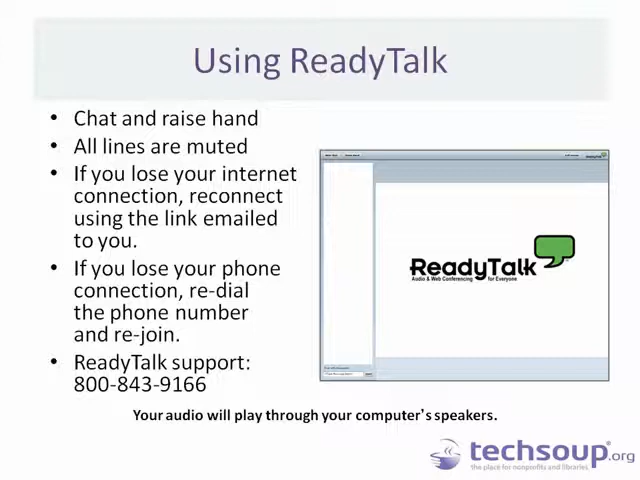 Using ReadyTalk
• Chat and raise hand
• All lines are muted
• If you lose your internet
connection, reconnect
using the link emailed
to you.
• If you lose your phone
connection, re-dial
the phone number
and re-join.
• ReadyTalk support:
800-843-9166
ReadyTalk
Audio & Web Conferencing for Everyone
Your audio will play through your computer's speakers.
techsoup.org
the place for nonprofits and libraries